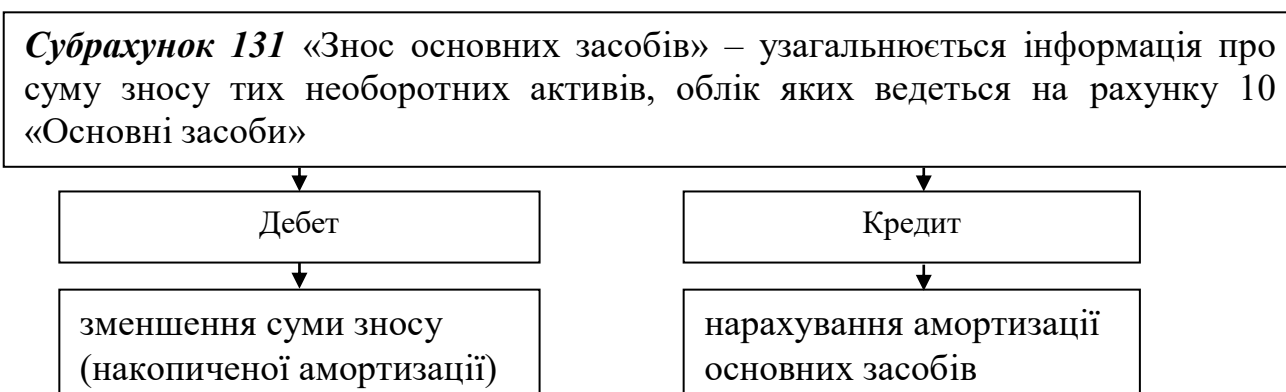 Субрахунок 131 «Знос основних засобів» – узагальнюється інформація про
суму зносу тих необоротних активів, облік яких ведеться на рахунку 10
«Основні засоби»
Дебет
Кредит
зменшення суми зносу
(накопиченої амортизації)
нарахування амортизації
основних засобів